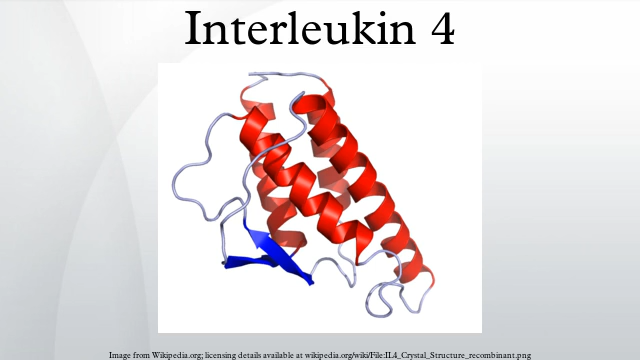 Interleukin 4
Image from Wikipedia.org; licensing details available at wikipedia.org/wiki/File:IL4_Crystal_Structure_recombinant.png